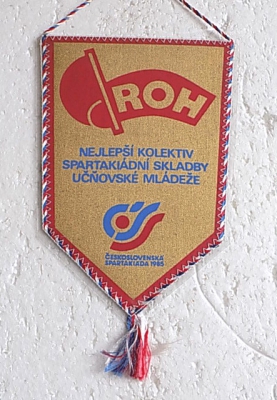 ROH
NEJLEPŠÍ KOLEKTIV
SPARTAKIÁDNÍ SKLADBY
UČŇOVSKÉ MLÁDEŽE
ČESKOSLOVENSKÁ
SPARTAKIÁDA 1985